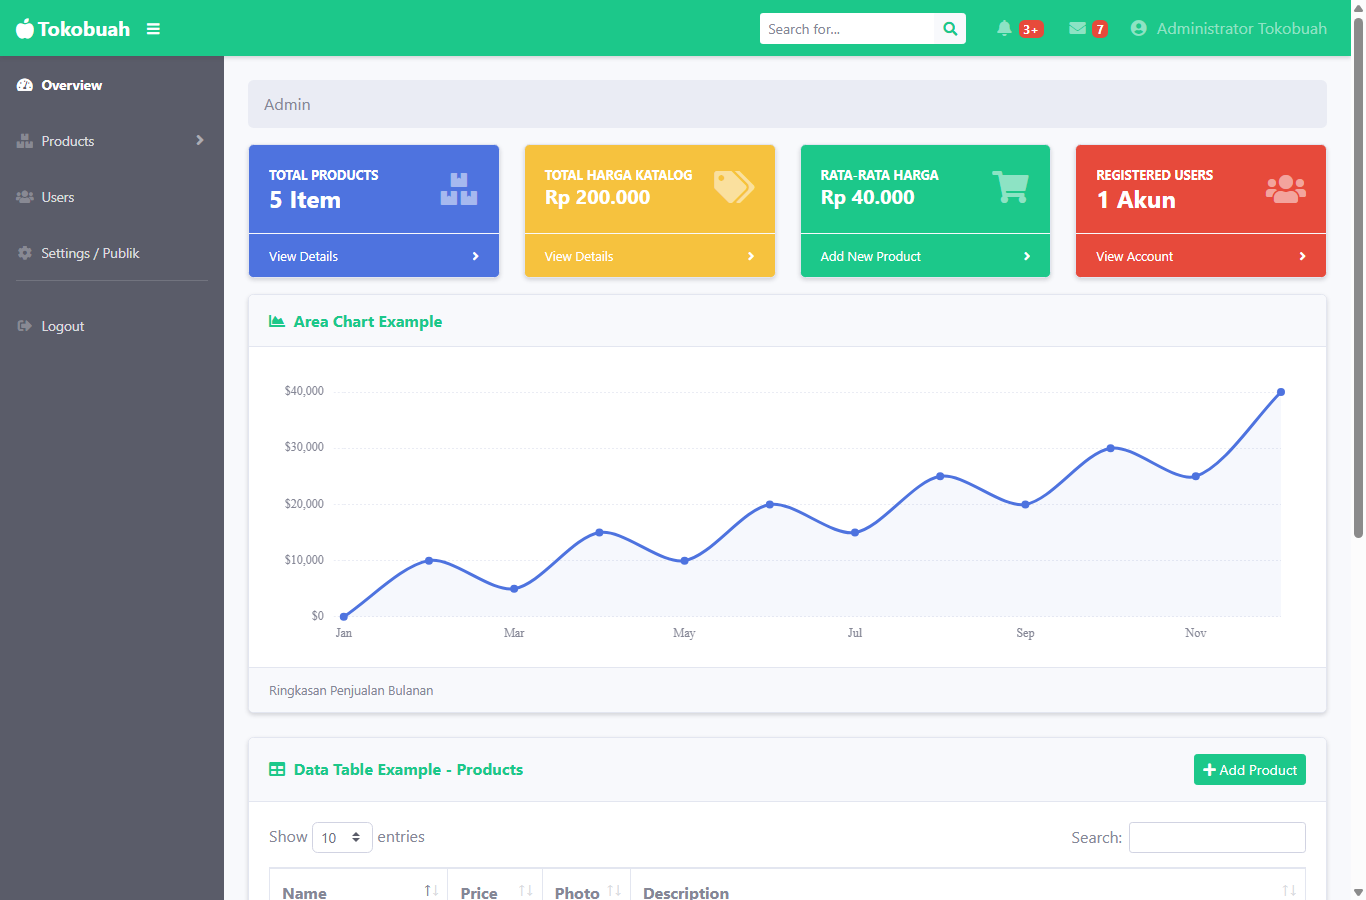 Tokobuah
Search for...
3+
7
Administrator Tokobuah
Overview
Products
Users
Settings / Publik
Logout
Admin
TOTAL PRODUCTS
5 Item
View Details
TOTAL HARGA KATALOG
Rp 200.000
View Details
RATA-RATA HARGA
Rp 40.000
Add New Product
REGISTERED USERS
1 Akun
View Account
Area Chart Example
$40,000
$30,000
$20,000
$10,000
$0
Jan Mar May Jul Sep Nov
Ringkasan Penjualan Bulanan
Data Table Example - Products
Add Product
Show 10 entries
Search:
Name Price Photo Description